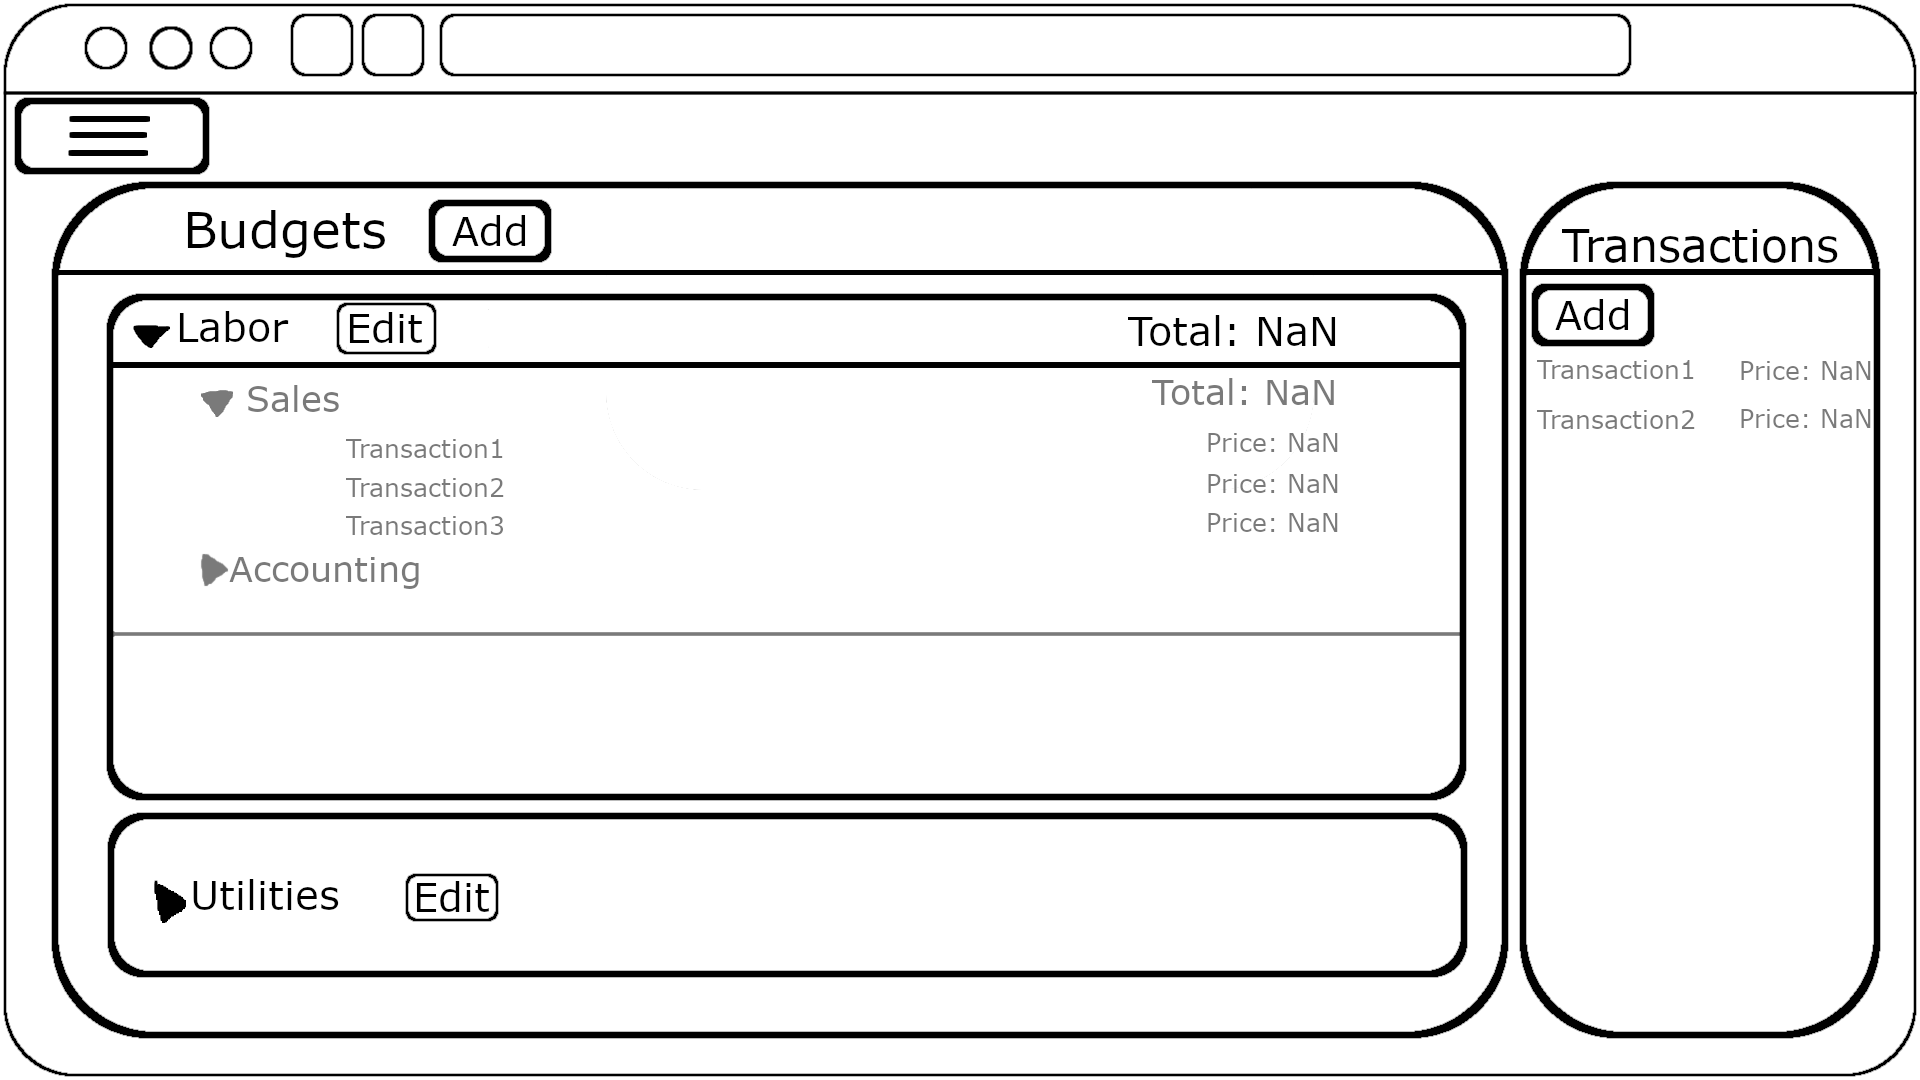 Budgets Add
Labor Edit Total: NaN
Sales Total: NaN
Transaction1 Price: NaN
Transaction2 Price: NaN
Transaction3 Price: NaN
Accounting
Utilities Edit
Transactions
Add
Transaction1 Price: NaN
Transaction2 Price: NaN